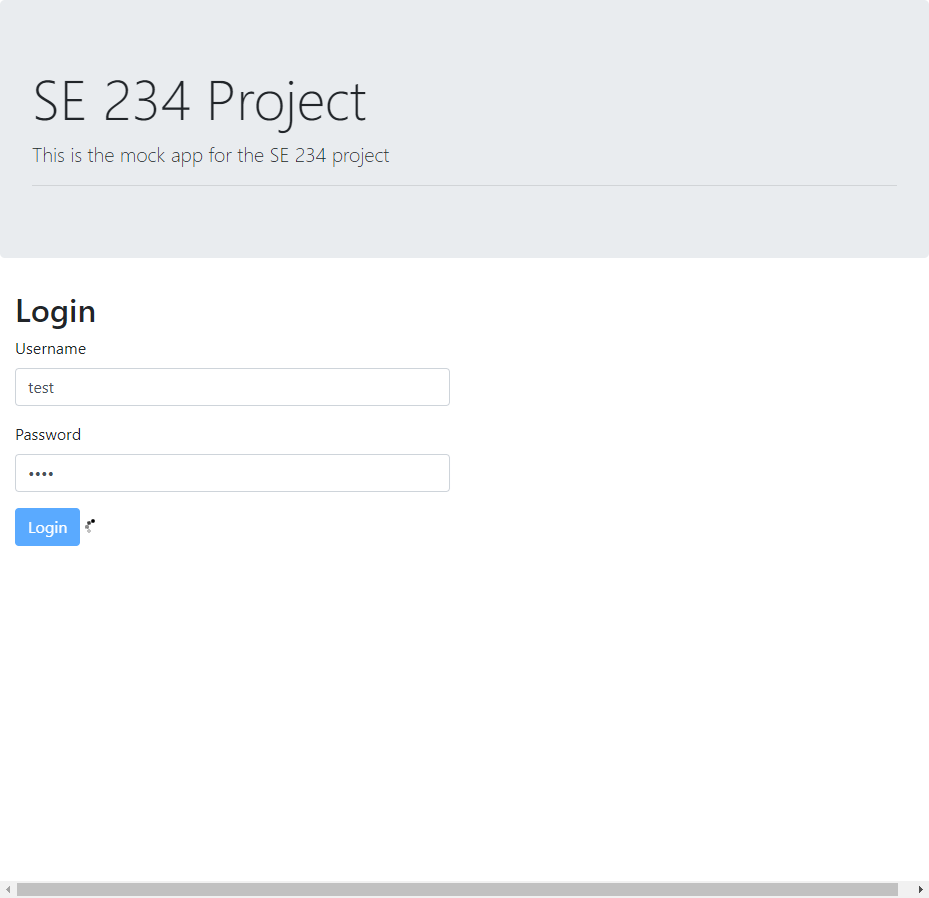 SE 234 Project
This is the mock app for the SE 234 project
Login
Username
test
Password
••••
Login